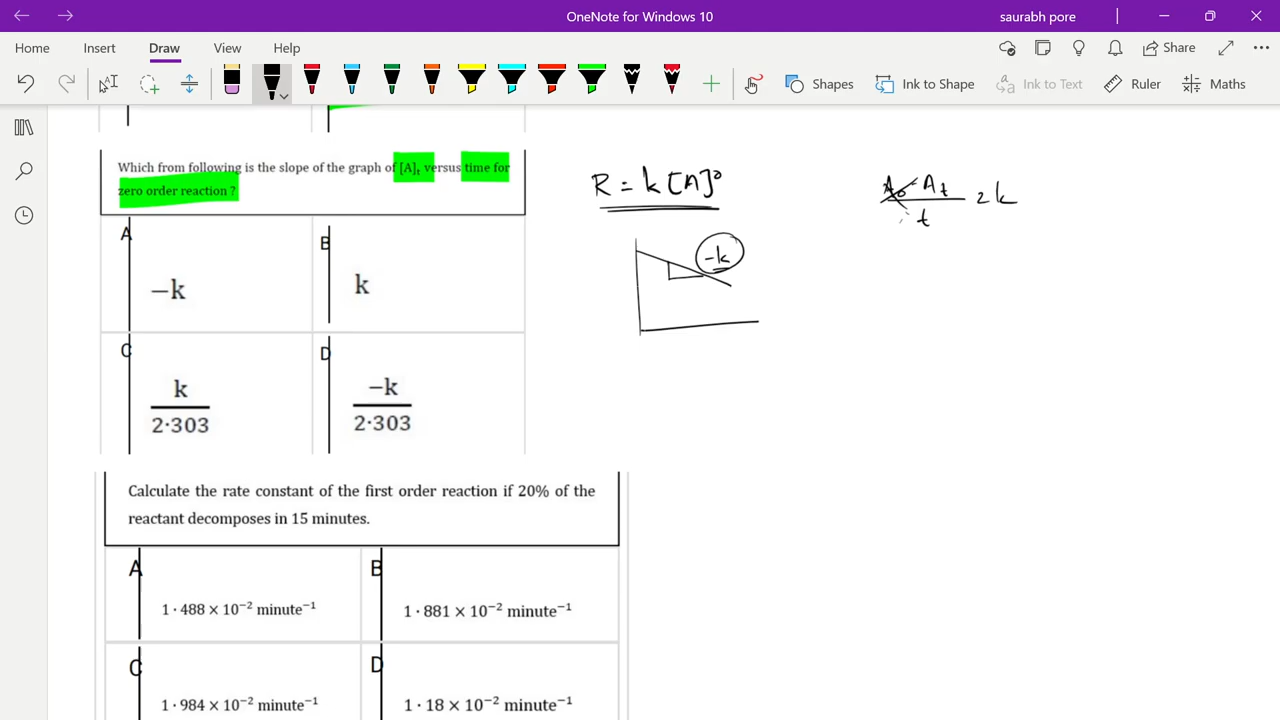 OneNote for Windows 10
saurabh pore
Home Insert Draw View Help
Share
Shapes
Ink to Shape
Ink to Text
Ruler
Maths
Which from following is the slope of the graph of [A]t versus time for
zero order reaction ?
A
−k
B
k
C
k
2·303
D
−k
2·303
R = k[A]⁰
−k
A₀ − At
t
= k
Calculate the rate constant of the first order reaction if 20% of the
reactant decomposes in 15 minutes.
A
1·488 × 10⁻² minute⁻¹
B
1·881 × 10⁻² minute⁻¹
C
1·984 × 10⁻² minute⁻¹
D
1·18 × 10⁻² minute⁻¹